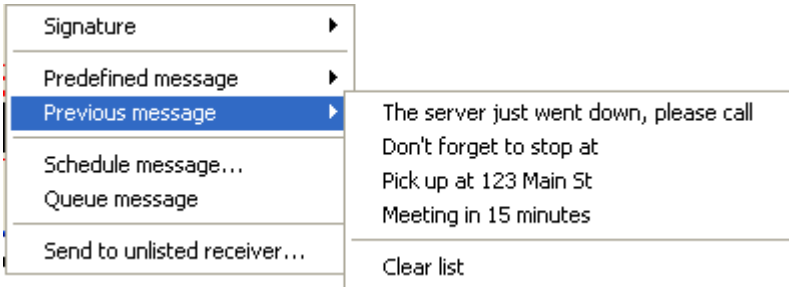 Signature
Predefined message
Previous message
Schedule message...
Queue message
Send to unlisted receiver...
The server just went down, please call
Don't forget to stop at
Pick up at 123 Main St
Meeting in 15 minutes
Clear list